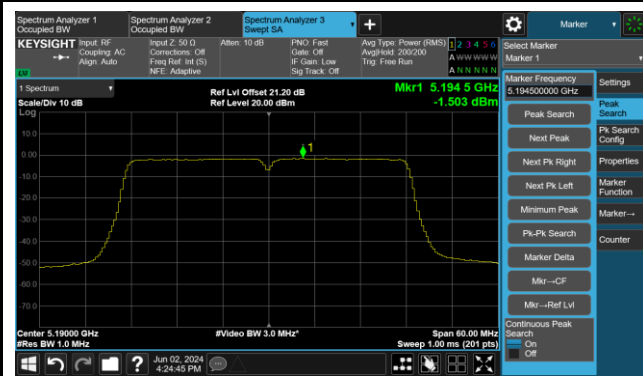 Spectrum Analyzer 1
Occupied BW
Spectrum Analyzer 2
Occupied BW
Spectrum Analyzer 3
Swept SA
+
Marker
KEYSIGHT
Input: RF
Coupling: AC
Align: Auto
Input Z: 50 Ω
Corrections: Off
Freq Ref: Int (S)
NFE: Adaptive
Atten: 10 dB
PNO: Fast
Gate: Off
IF Gain: Low
Sig Track: Off
Avg Type: Power (RMS)
Avg|Hold: 200/200
Trig: Free Run
1 2 3 4 5 6
A W W W W W
A N N N N N
Select Marker
Marker 1
1 Spectrum
Scale/Div 10 dB
Log
Ref Lvl Offset 21.20 dB
Ref Level 20.00 dBm
Mkr1 5.194 5 GHz
-1.503 dBm
10.0
0.00
-10.0
-20.0
-30.0
-40.0
-50.0
-60.0
-70.0
1
Center 5.19000 GHz
#Res BW 1.0 MHz
#Video BW 3.0 MHz*
Span 60.00 MHz
Sweep 1.00 ms (201 pts)
Marker Frequency
5.194500000 GHz
Peak Search
Next Peak
Next Pk Right
Next Pk Left
Minimum Peak
Pk-Pk Search
Marker Delta
Mkr→CF
Mkr→Ref Lvl
Continuous Peak
Search
On
Off
Settings
Peak
Search
Pk Search
Config
Properties
Marker
Function
Marker→
Counter
?
Jun 02, 2024
4:24:45 PM